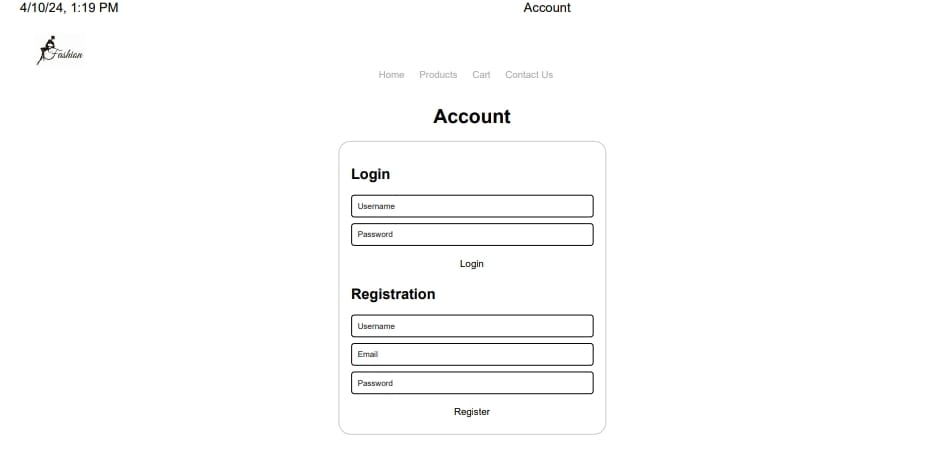 4/10/24, 1:19 PM Account
Fashion
Home Products Cart Contact Us
Account
Login
Username
Password
Login
Registration
Username
Email
Password
Register